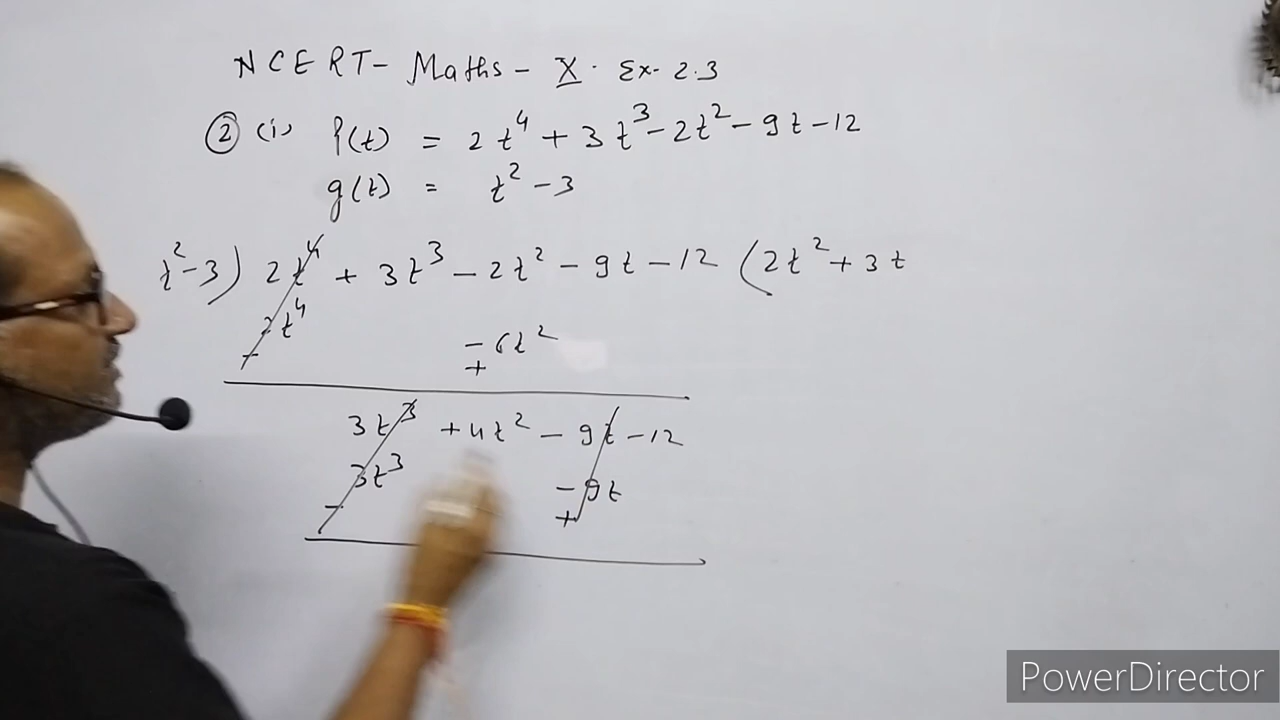 NCERT- Maths - X. Ex- 2.3
② (i) p(t) = 2t⁴ + 3t³ - 2t² - 9t - 12
g(t) = t² - 3
t² - 3) 2t⁴ + 3t³ - 2t² - 9t - 12 (2t² + 3t
2t⁴ - 6t²
- +
3t³ + 4t² - 9t - 12
3t³ - 9t
- +
PowerDirector